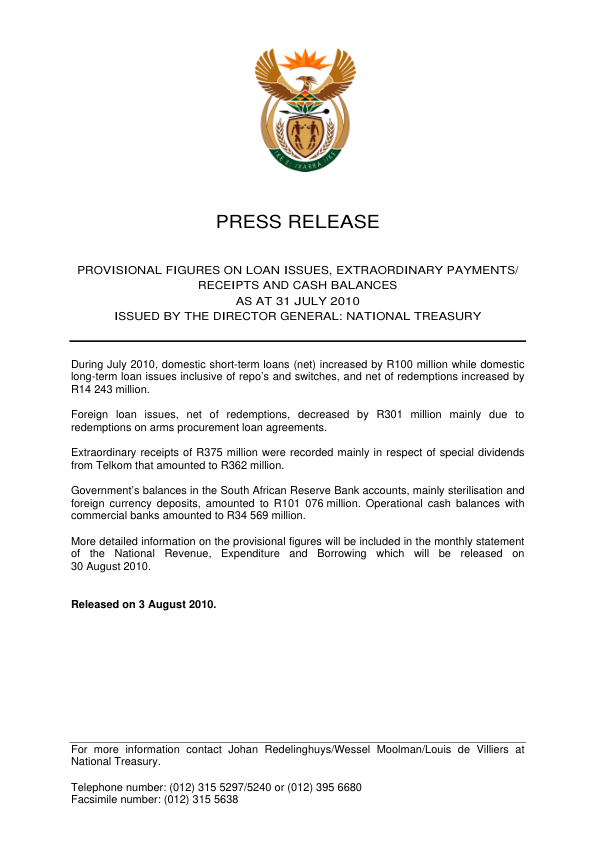 !KE E: /XARRA //KE
PRESS RELEASE
PROVISIONAL FIGURES ON LOAN ISSUES, EXTRAORDINARY PAYMENTS/
RECEIPTS AND CASH BALANCES
AS AT 31 JULY 2010
ISSUED BY THE DIRECTOR GENERAL: NATIONAL TREASURY
During July 2010, domestic short-term loans (net) increased by R100 million while domestic
long-term loan issues inclusive of repo's and switches, and net of redemptions increased by
R14 243 million.
Foreign loan issues, net of redemptions, decreased by R301 million mainly due to
redemptions on arms procurement loan agreements.
Extraordinary receipts of R375 million were recorded mainly in respect of special dividends
from Telkom that amounted to R362 million.
Government's balances in the South African Reserve Bank accounts, mainly sterilisation and
foreign currency deposits, amounted to R101 076 million. Operational cash balances with
commercial banks amounted to R34 569 million.
More detailed information on the provisional figures will be included in the monthly statement
of the National Revenue, Expenditure and Borrowing which will be released on
30 August 2010.
Released on 3 August 2010.
For more information contact Johan Redelinghuys/Wessel Moolman/Louis de Villiers at
National Treasury.
Telephone number: (012) 315 5297/5240 or (012) 395 6680
Facsimile number: (012) 315 5638